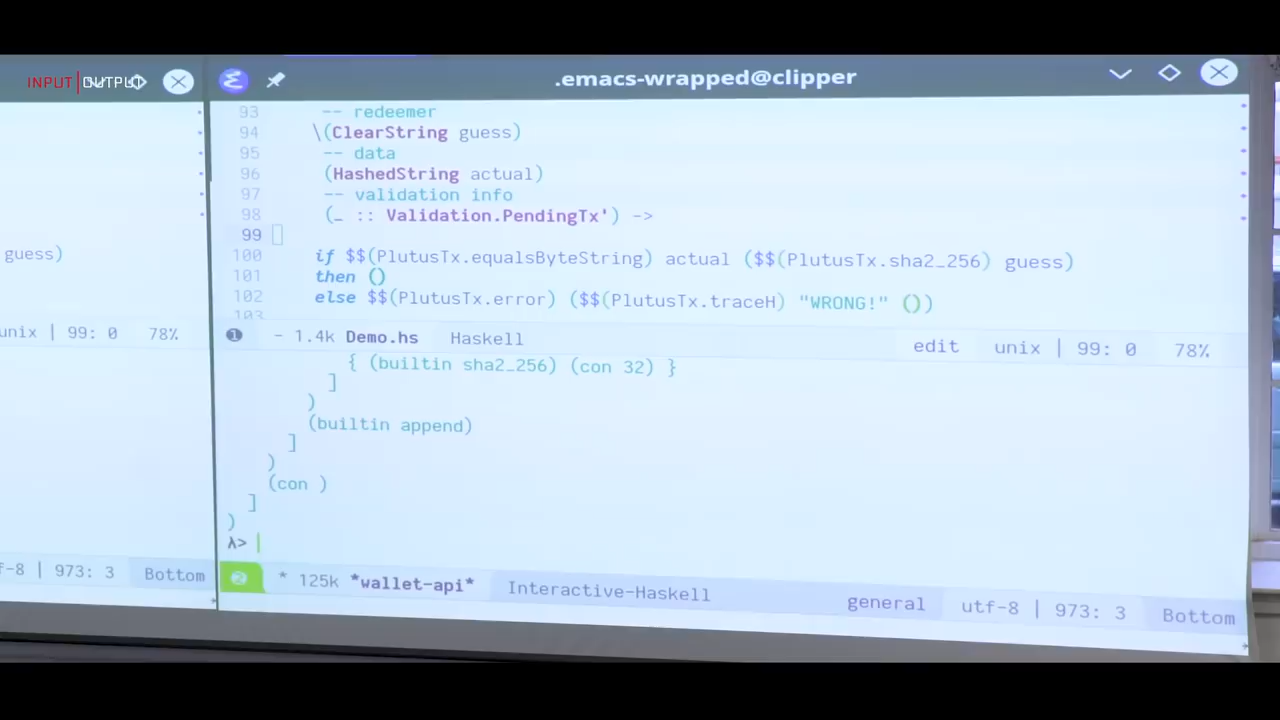 INPUT|OUTPUT
.emacs-wrapped@clipper
93 -- redeemer
94 \(ClearString guess)
95 -- data
96 (HashedString actual)
97 -- validation info
98 (_ :: Validation.PendingTx') ->
99
100 if $$(PlutusTx.equalsByteString) actual ($$(PlutusTx.sha2_256) guess)
101 then ()
102 else $$(PlutusTx.error) ($$(PlutusTx.traceH) "WRONG!" ())
103
1 - 1.4k Demo.hs Haskell edit unix | 99: 0 78%
{ (builtin sha2_256) (con 32) }
]
)
(builtin append)
]
)
(con )
]
)
λ>
2 * 125k *wallet-api* Interactive-Haskell general utf-8 | 973: 3 Bottom
guess)
unix | 99: 0 78%
f-8 | 973: 3 Bottom